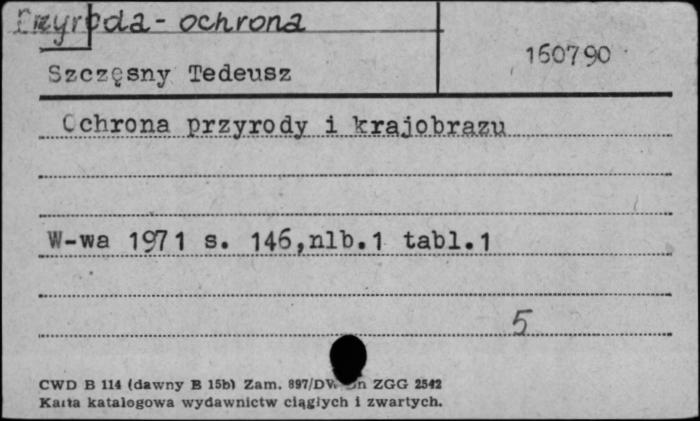 Przyroda - ochrona
160790
Szczęsny Tedeusz
Ochrona przyrody i krajobrazu
W-wa 1971 s. 146,nlb.1 tabl.1
5
CWD B 114 (dawny B 15b) Zam. 897/DW ZGG 2542
Karta katalogowa wydawnictw ciągłych i zwartych.